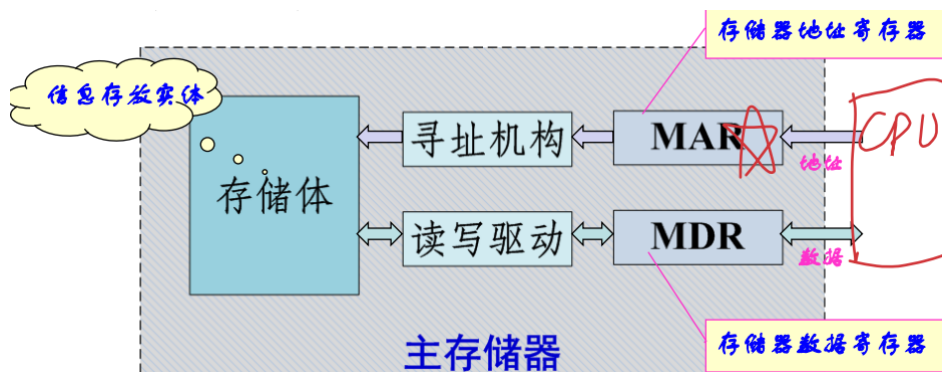 存储器地址寄存器
信息存放实体
寻址机构
MAR
CPU
地址
存储体
读写驱动
MDR
数据
主存储器
存储器数据寄存器